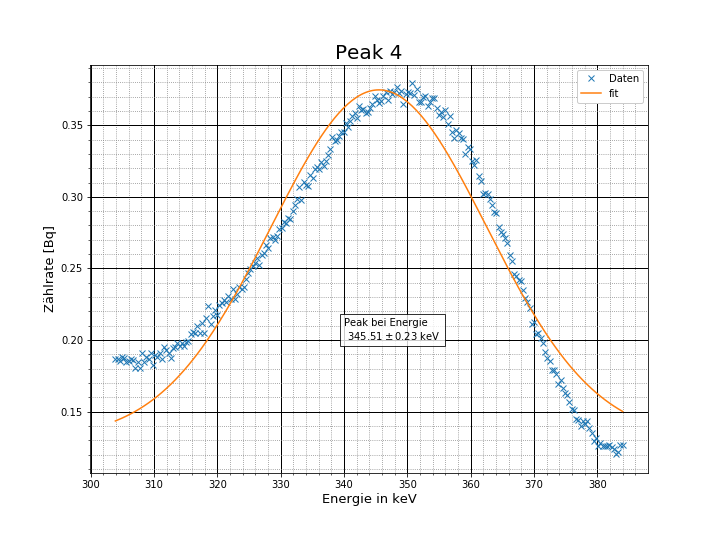 Peak 4
Daten
fit
Zählrate [Bq]
0.35
0.30
0.25
0.20
0.15
Peak bei Energie
345.51 ± 0.23 keV
300 310 320 330 340 350 360 370 380
Energie in keV